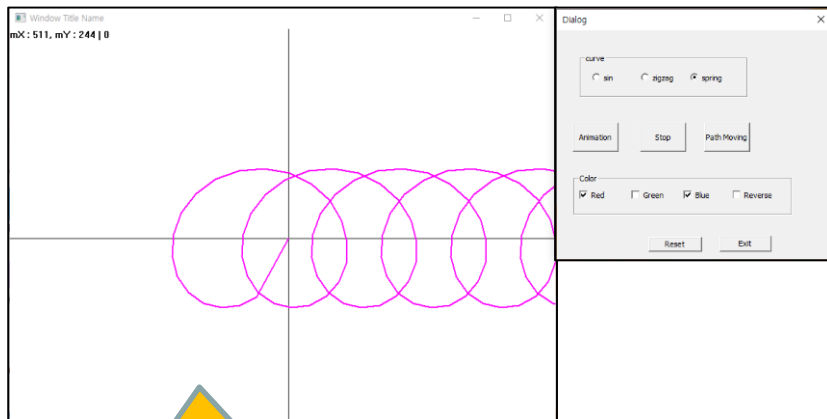 Window Title Name
mX : 511, mY : 244 | 0
Dialog
curve
sin
zigzag
spring
Animation
Stop
Path Moving
Color
Red
Green
Blue
Reverse
Reset
Exit